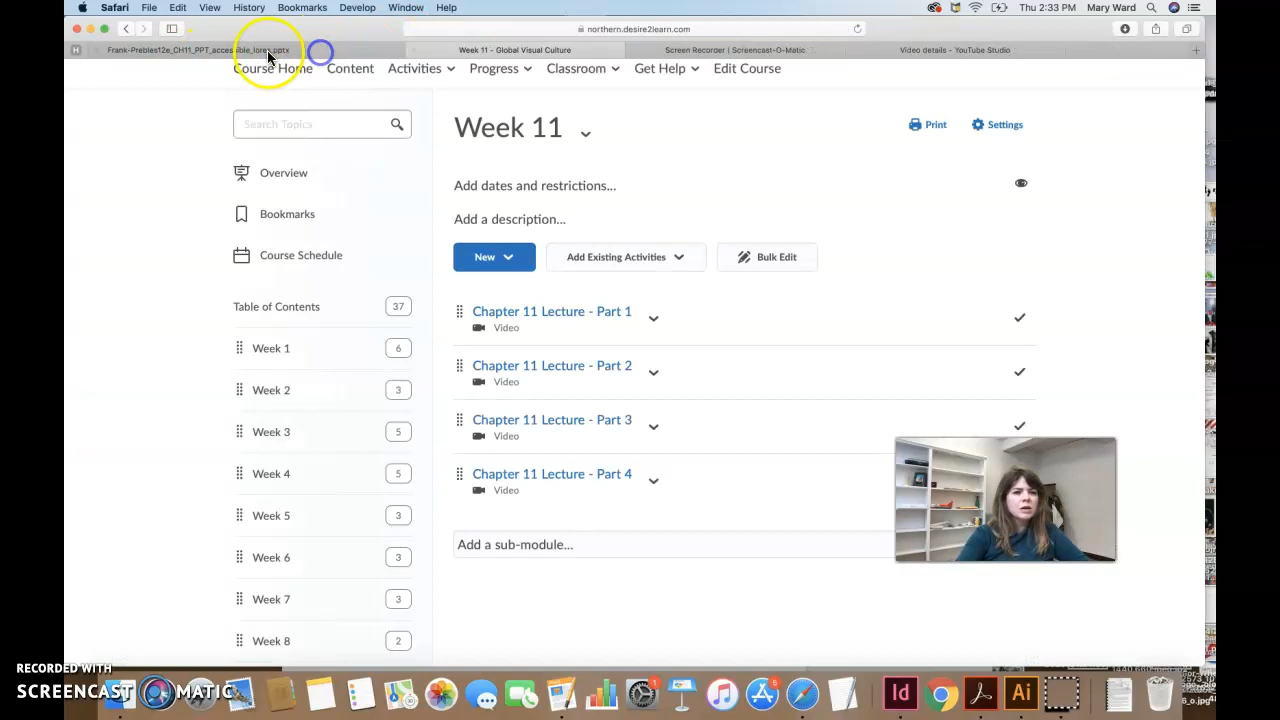 Safari File Edit View History Bookmarks Develop Window Help Thu 2:33 PM Mary Ward
northern.desire2learn.com
H Frank-Prebles12e_CH11_PPT_accessible_lores.pptx Week 11 - Global Visual Culture Screen Recorder | Screencast-O-Matic Video details - YouTube Studio
Course Home Content Activities Progress Classroom Get Help Edit Course
Search Topics
Week 11
Print Settings
Overview
Add dates and restrictions...
Bookmarks
Add a description...
Course Schedule
New Add Existing Activities Bulk Edit
Table of Contents 37
Chapter 11 Lecture - Part 1
Video
Week 1 6
Chapter 11 Lecture - Part 2
Video
Week 2 3
Chapter 11 Lecture - Part 3
Video
Week 3 5
Chapter 11 Lecture - Part 4
Video
Week 4 5
Week 5 3
Add a sub-module...
Week 6 3
Week 7 3
Week 8 2
RECORDED WITH
SCREENCAST MATIC
Id Ai